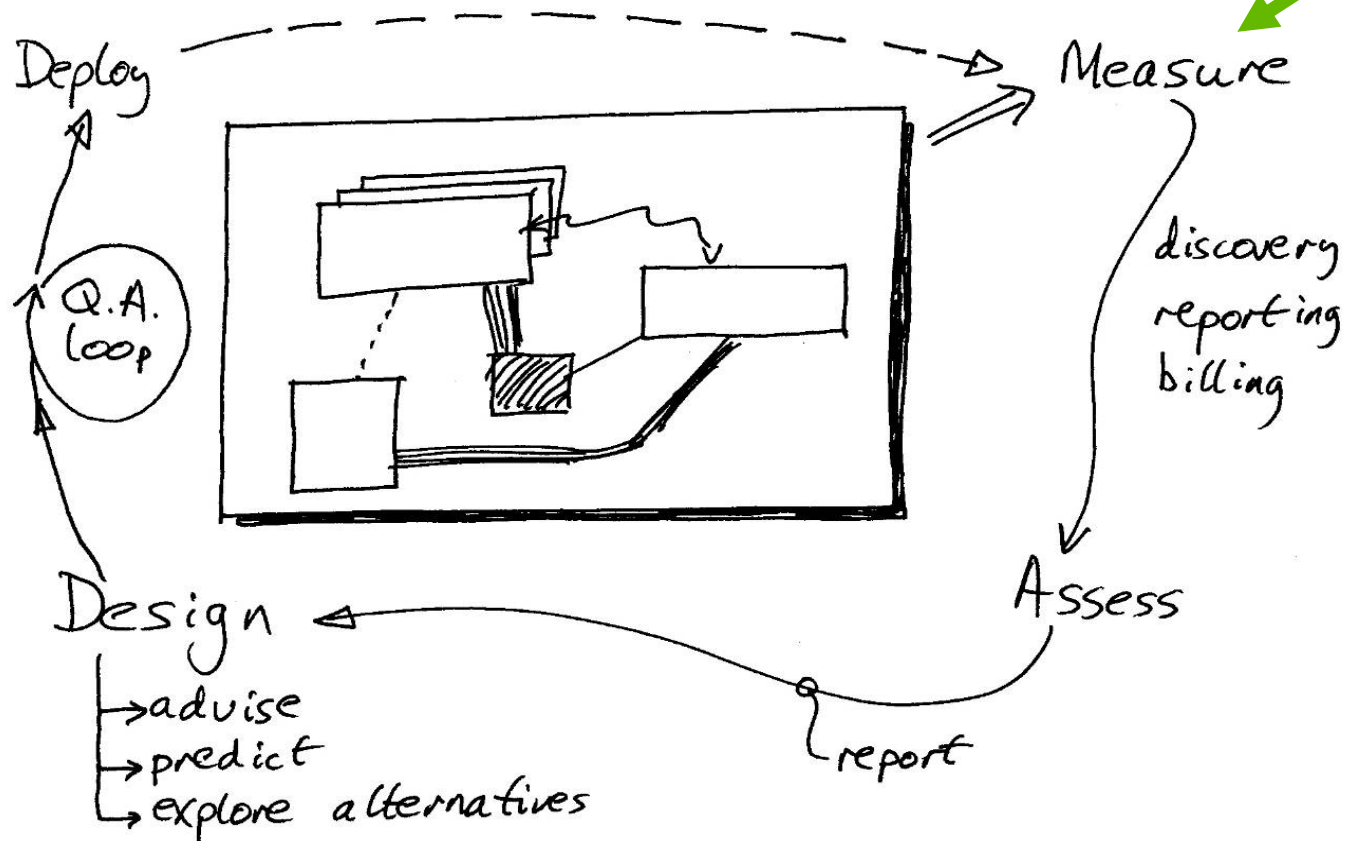 Deploy
Measure
Q.A.
loop
discovery
reporting
billing
Design
Assess
advise
predict
explore alternatives
report